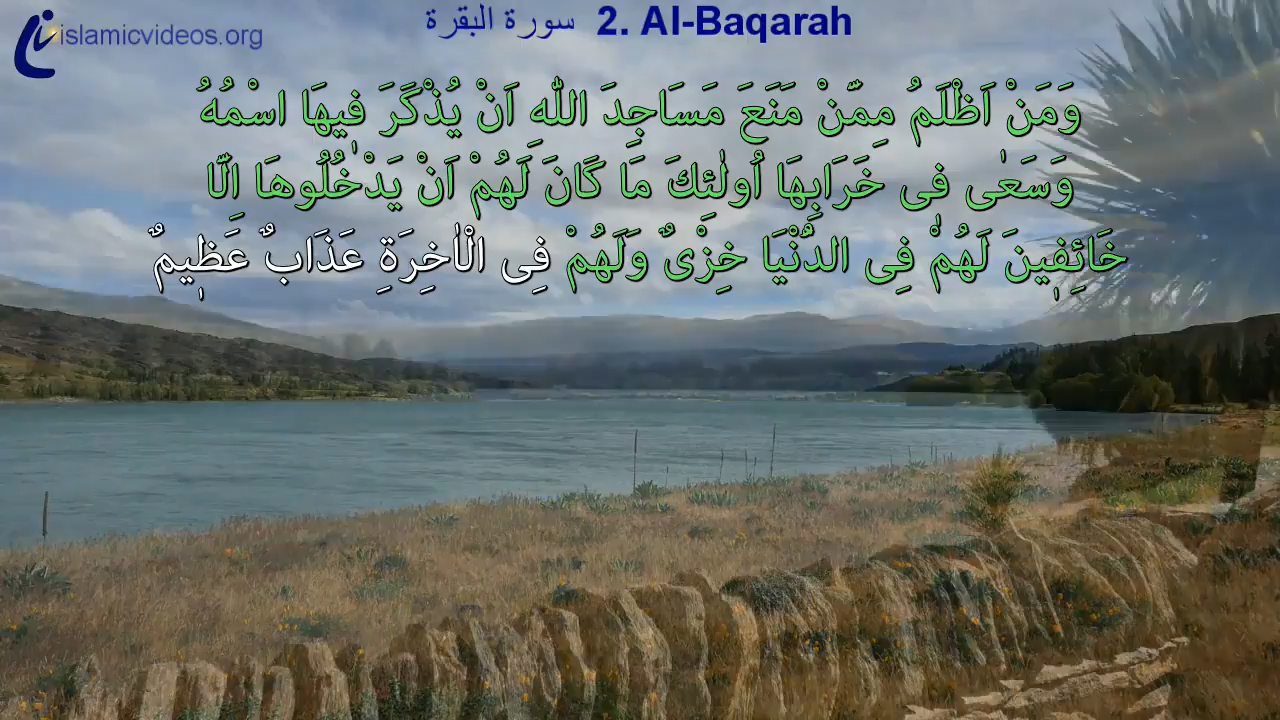 islamicvideos.org
سورة البقرة 2. Al-Baqarah
وَمَنْ اَظْلَمُ مِمَّنْ مَنَعَ مَسَاجِدَ اللّٰهِ اَنْ يُذْكَرَ فٖيهَا اسْمُهُ
وَسَعٰى فٖى خَرَابِهَا اُولٰئِكَ مَا كَانَ لَهُمْ اَنْ يَدْخُلُوهَا اِلَّا
خَائِفٖينَ لَهُمْ فِى الدُّنْيَا خِزْىٌ وَلَهُمْ فِى الْاٰخِرَةِ عَذَابٌ عَظٖيمٌ